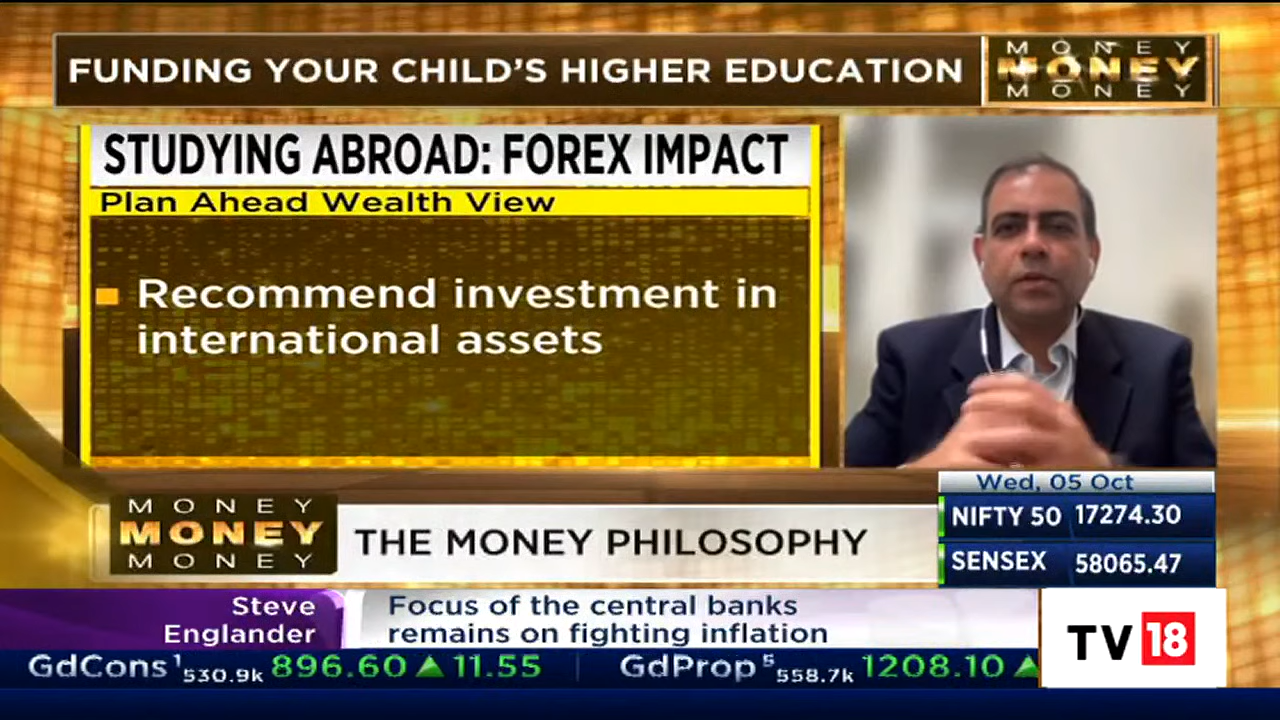 FUNDING YOUR CHILD'S HIGHER EDUCATION
MONEY
MONEY
MONEY
STUDYING ABROAD: FOREX IMPACT
Plan Ahead Wealth View
Recommend investment in
international assets
MONEY
MONEY
MONEY
THE MONEY PHILOSOPHY
Wed, 05 Oct
NIFTY 50 17274.30
SENSEX 58065.47
Steve
Englander
Focus of the central banks
remains on fighting inflation
TV18
GdCons 1 530.9k 896.60 ▲ 11.55 GdProp 5 558.7k 1208.10 ▲